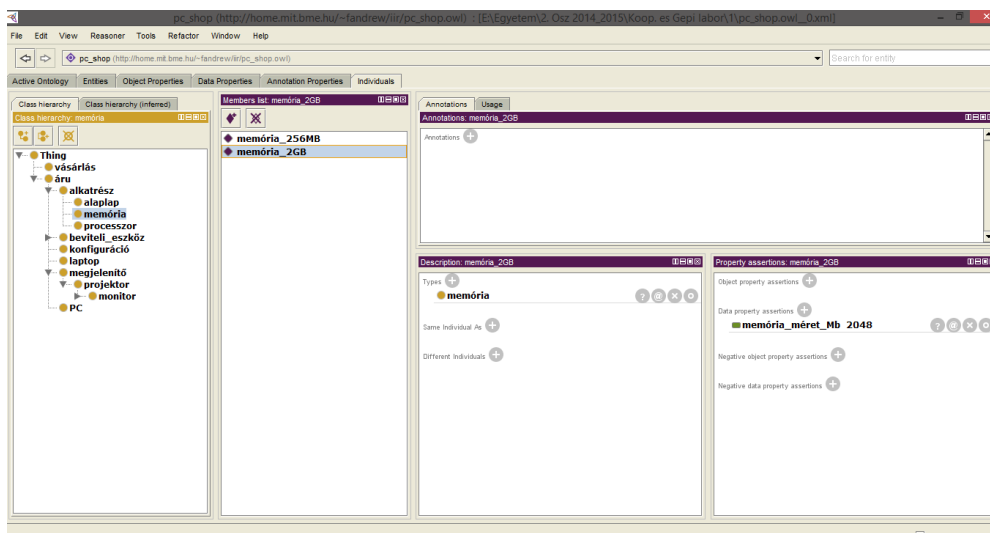 pc_shop (http://home.mit.bme.hu/~fandrew/iir/pc_shop.owl) : [E:\Egyetem\2. Osz 2014_2015\Koop. es Gepi labor\1\pc_shop.owl__0.xml]
File Edit View Reasoner Tools Refactor Window Help
pc_shop (http://home.mit.bme.hu/~fandrew/iir/pc_shop.owl)
Search for entity
Active Ontology Entities Object Properties Data Properties Annotation Properties Individuals
Class hierarchy Class hierarchy (inferred)
Class hierarchy: memória
Thing
vásárlás
áru
alkatrész
alaplap
memória
processzor
beviteli_eszköz
konfiguráció
laptop
megjelenítő
projektor
monitor
PC
Members list: memória_2GB
memória_256MB
memória_2GB
Annotations Usage
Annotations: memória_2GB
Annotations
Description: memória_2GB
Types
memória
Same Individual As
Different Individuals
Property assertions: memória_2GB
Object property assertions
Data property assertions
memória_méret_Mb 2048
Negative object property assertions
Negative data property assertions